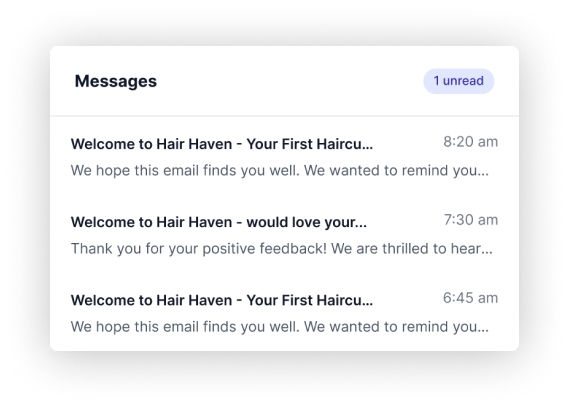 Messages
1 unread
Welcome to Hair Haven - Your First Haircu...
8:20 am
We hope this email finds you well. We wanted to remind you...
Welcome to Hair Haven - would love your...
7:30 am
Thank you for your positive feedback! We are thrilled to hear...
Welcome to Hair Haven - Your First Haircu...
6:45 am
We hope this email finds you well. We wanted to remind you...